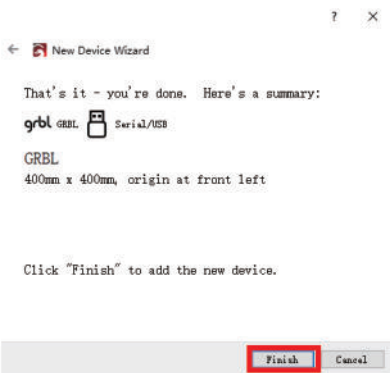 ?
×
← New Device Wizard
That's it - you're done. Here's a summary:
grbl GRBL Serial/USB
GRBL
400mm x 400mm, origin at front left
Click "Finish" to add the new device.
Finish Cancel